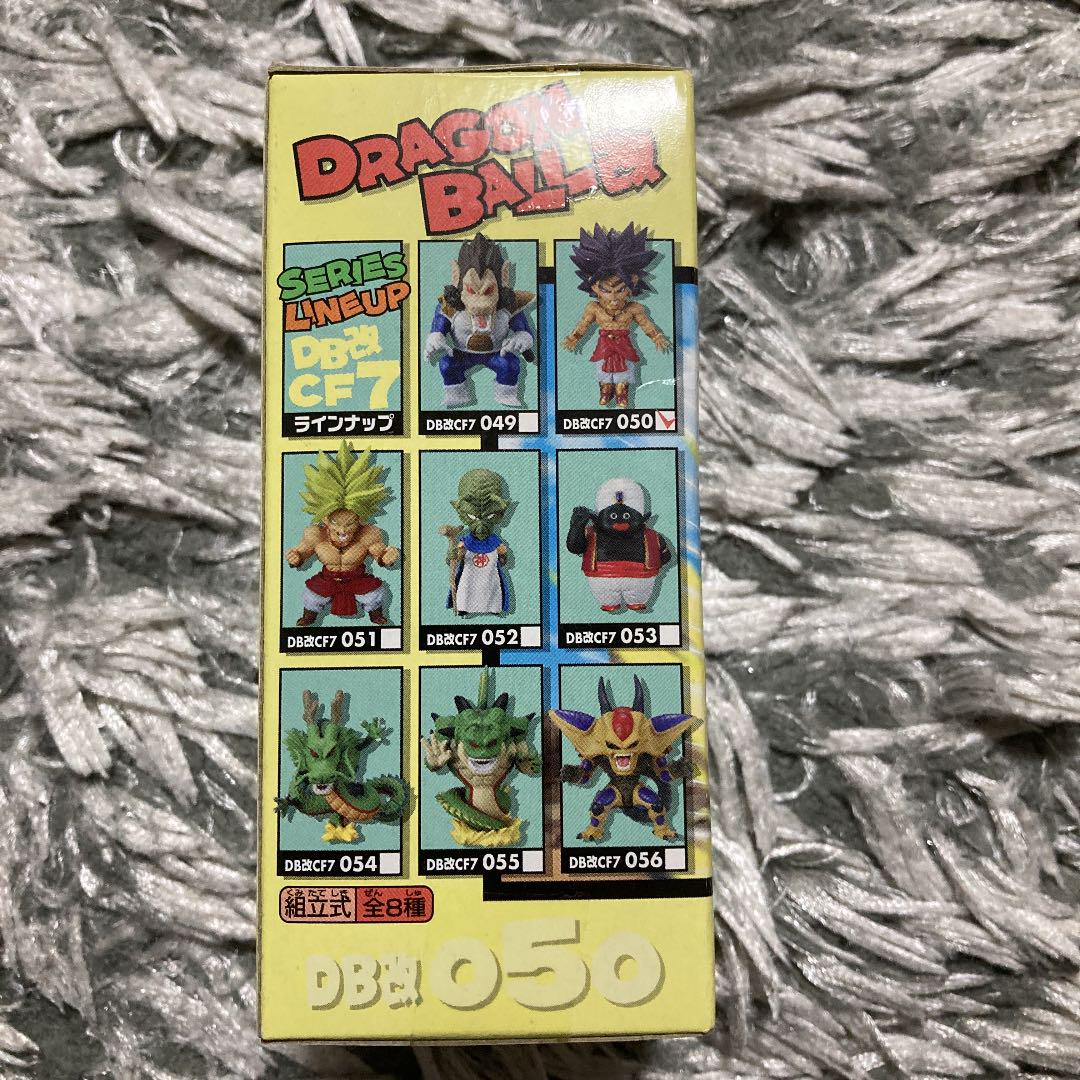 DRAGON
BALL改
SERIES
LINEUP
DB改
CF7
ラインナップ
DB改CF7 049
DB改CF7 050
DB改CF7 051
DB改CF7 052
神
DB改CF7 053
DB改CF7 054
DB改CF7 055
DB改CF7 056
くみたてしき ぜん しゅ
組立式 全8種
DB改 050